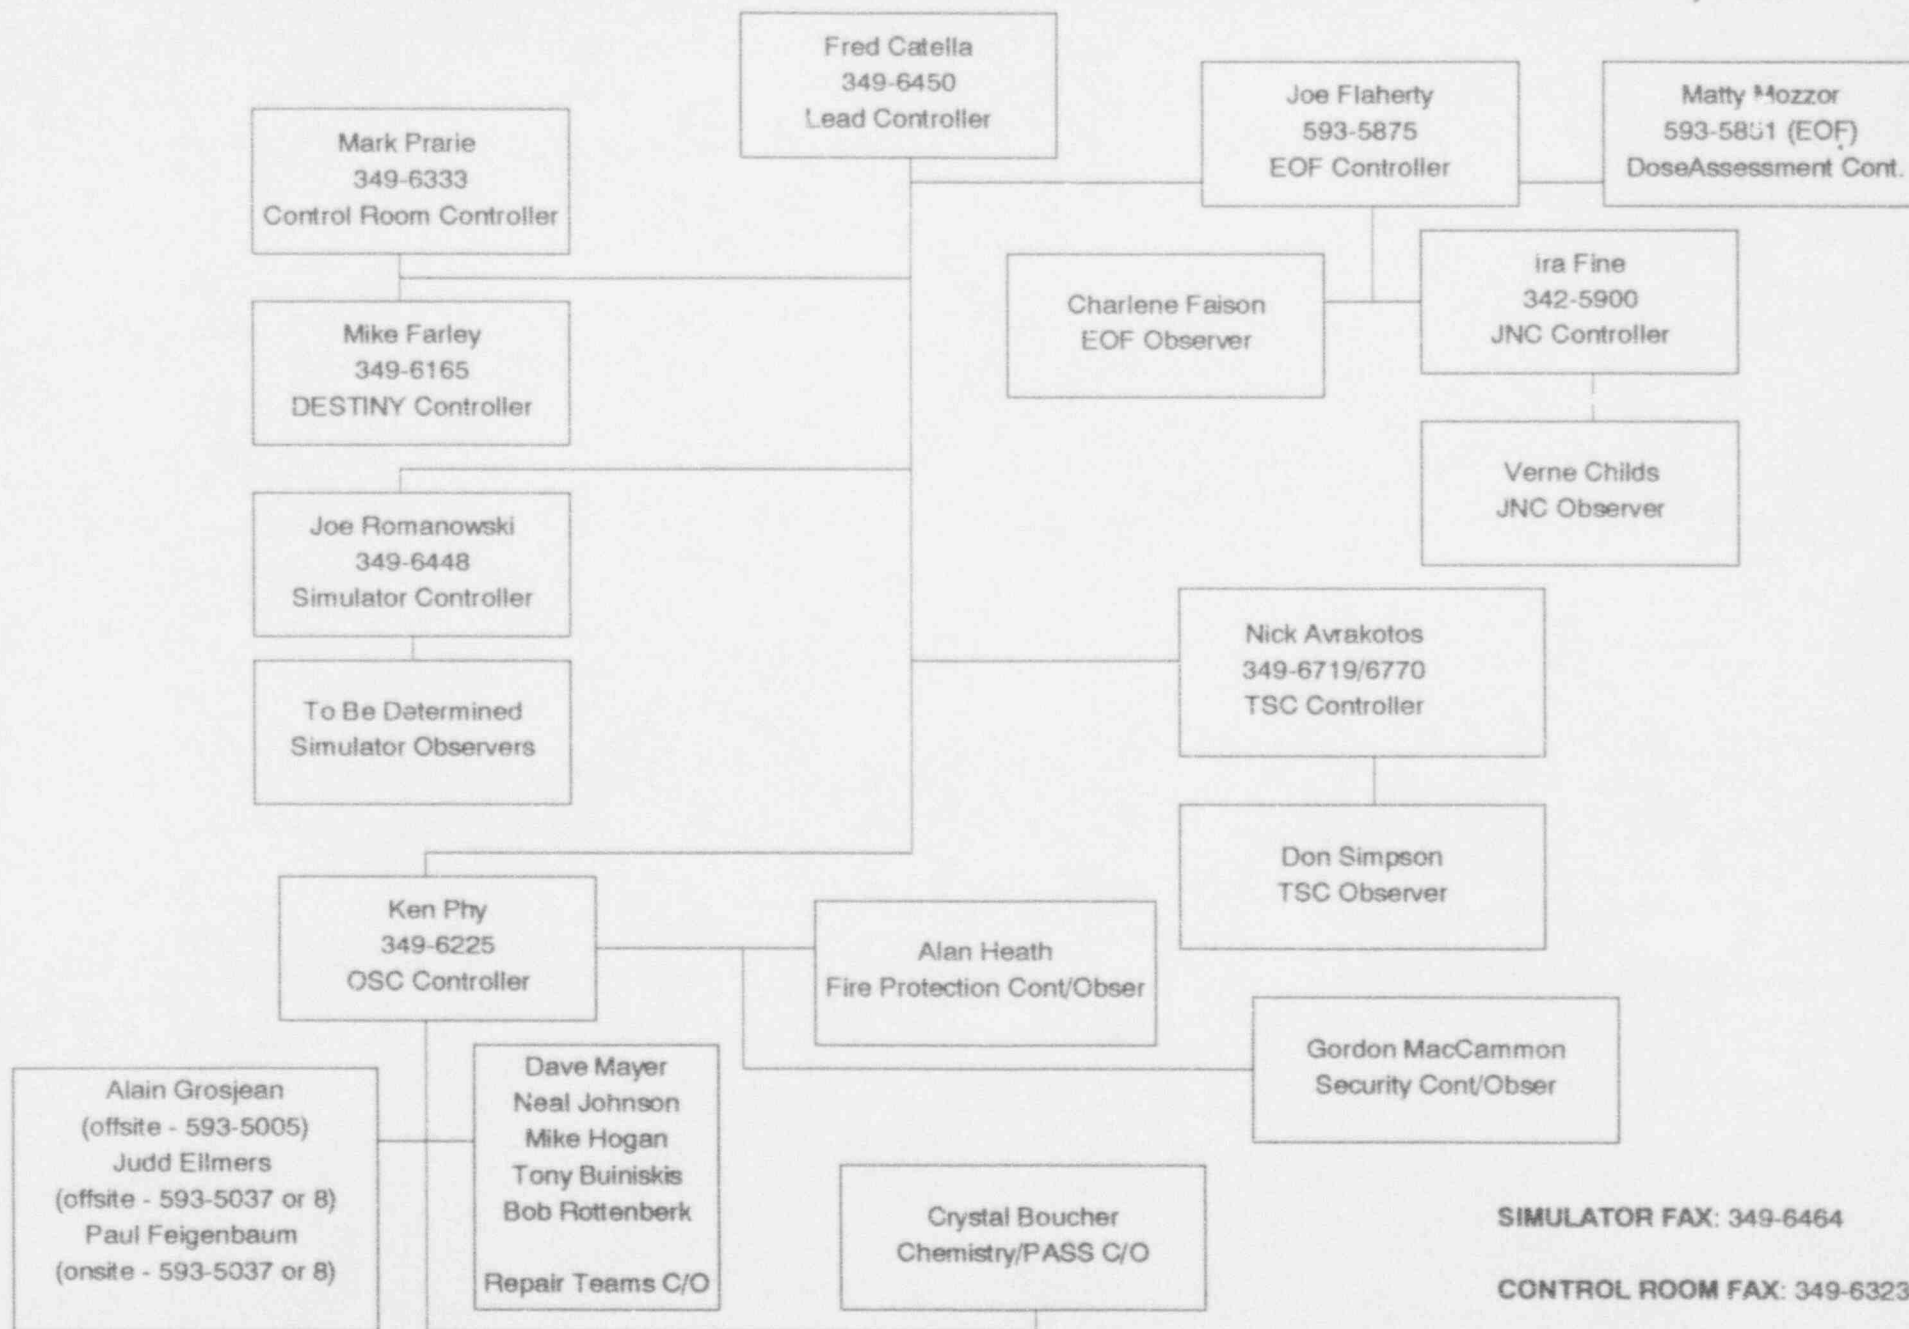 Fred Catella
349-6450
Lead Controller
Joe Flaherty
593-5875
EOF Controller
Matty Mozzor
(EOF)
DoseAssessment Cont.
Mark Prarie
349-6333
Control Room Controller
Ira Fine
342-5900
JNC Controller
Charlene Faison
EOF Observer
Mike Farley
349-6165
DESTINY Controller
Verne Childs
JNC Observer
Joe Romanowski
349-6448
Simulator Controller
Nick Avrakotos
349-6719/6770
TSC Controller
To Be Determined
Simulator Observers
Don Simpson
TSC Observer
Ken Phy
349-6225
OSC Controller
Alan Heath
Fire Protection Cont/Obser
Gordon MacCammon
Security Cont/Obser
Alain Grosjean
(offsite - 593-5005)
Judd Ellmers
(offsite - 593-5037 or 8)
Paul Feigenbaum
(onsite - 593-5037 or 8)
Dave Mayer
Neal Johnson
Mike Hogan
Tony Buiniskis
Bob Rottenberk
Repair Teams C/O
Crystal Boucher
Chemistry/PASS C/O
SIMULATOR FAX: 349-6464
CONTROL ROOM FAX: 349-6323